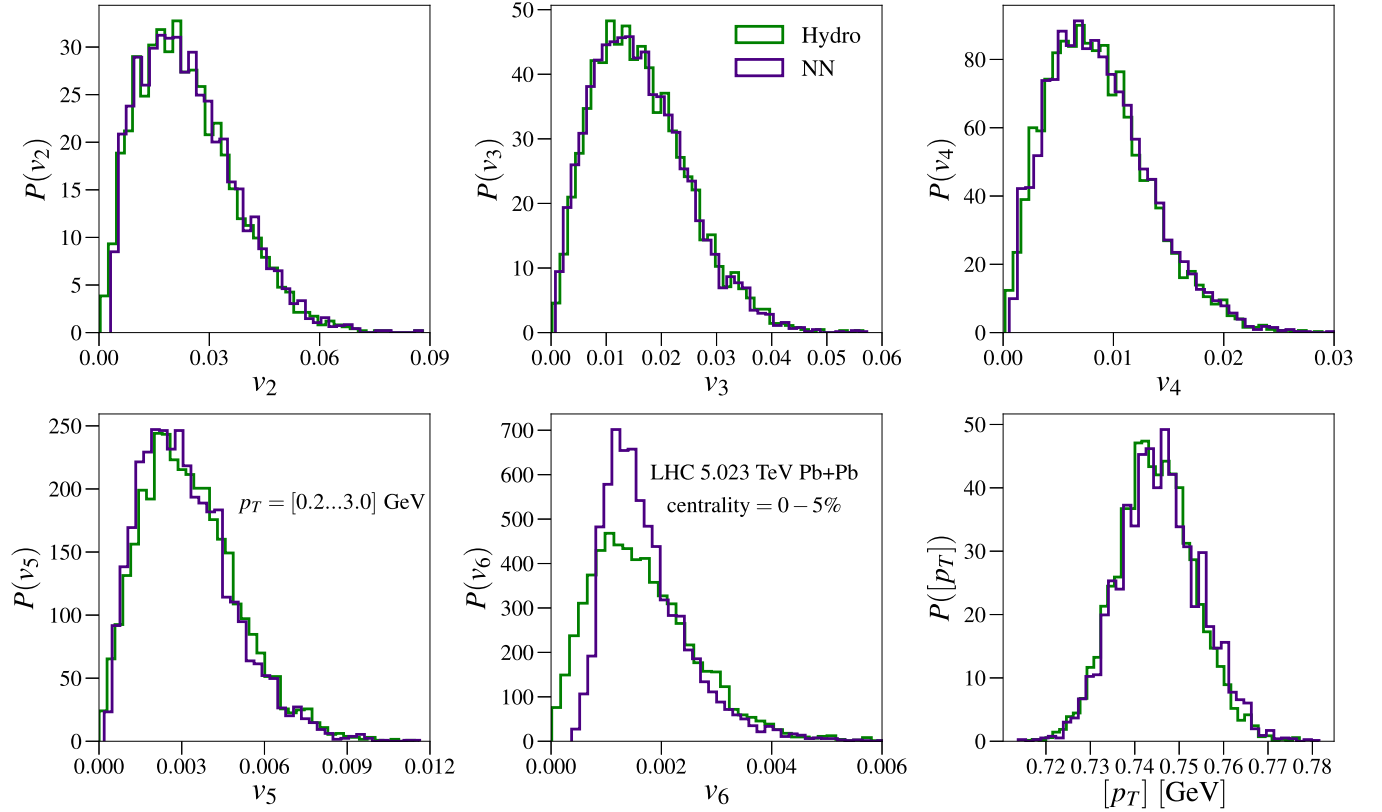 P(v₂)
30
25
20
15
10
5
0
0.00 0.03 0.06 0.09
v₂
P(v₃)
50
40
30
20
10
0
Hydro
NN
0.00 0.01 0.02 0.03 0.04 0.05 0.06
v₃
P(v₄)
80
60
40
20
0
0.00 0.01 0.02 0.03
v₄
P(v₅)
250
200
150
100
50
0
p_T = [0.2...3.0] GeV
0.000 0.003 0.006 0.009 0.012
v₅
P(v₆)
700
600
500
400
300
200
100
0
LHC 5.023 TeV Pb+Pb
centrality = 0 − 5%
0.000 0.002 0.004 0.006
v₆
P([p_T])
50
40
30
20
10
0
0.72 0.73 0.74 0.75 0.76 0.77 0.78
[p_T] [GeV]